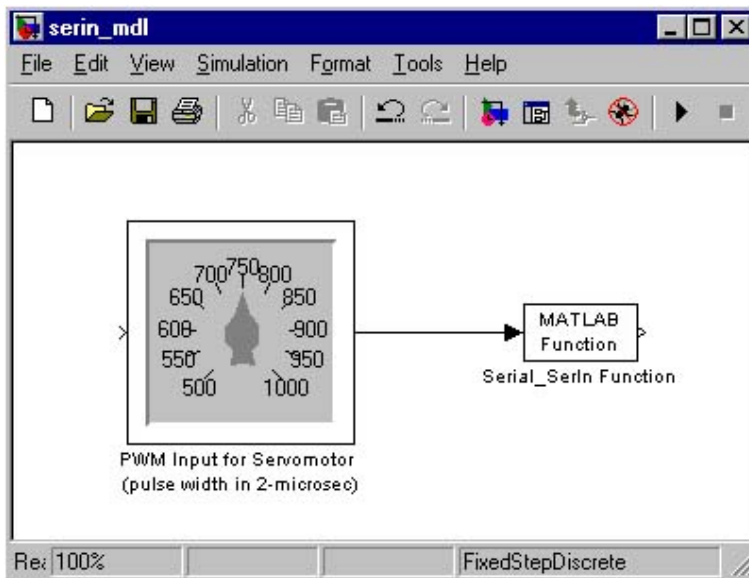 serin_mdl
File Edit View Simulation Format Tools Help
700 750 800
650 850
600 900
550 950
500 1000
MATLAB
Function
Serial_SerIn Function
PWM Input for Servomotor
(pulse width in 2-microsec)
100% FixedStepDiscrete